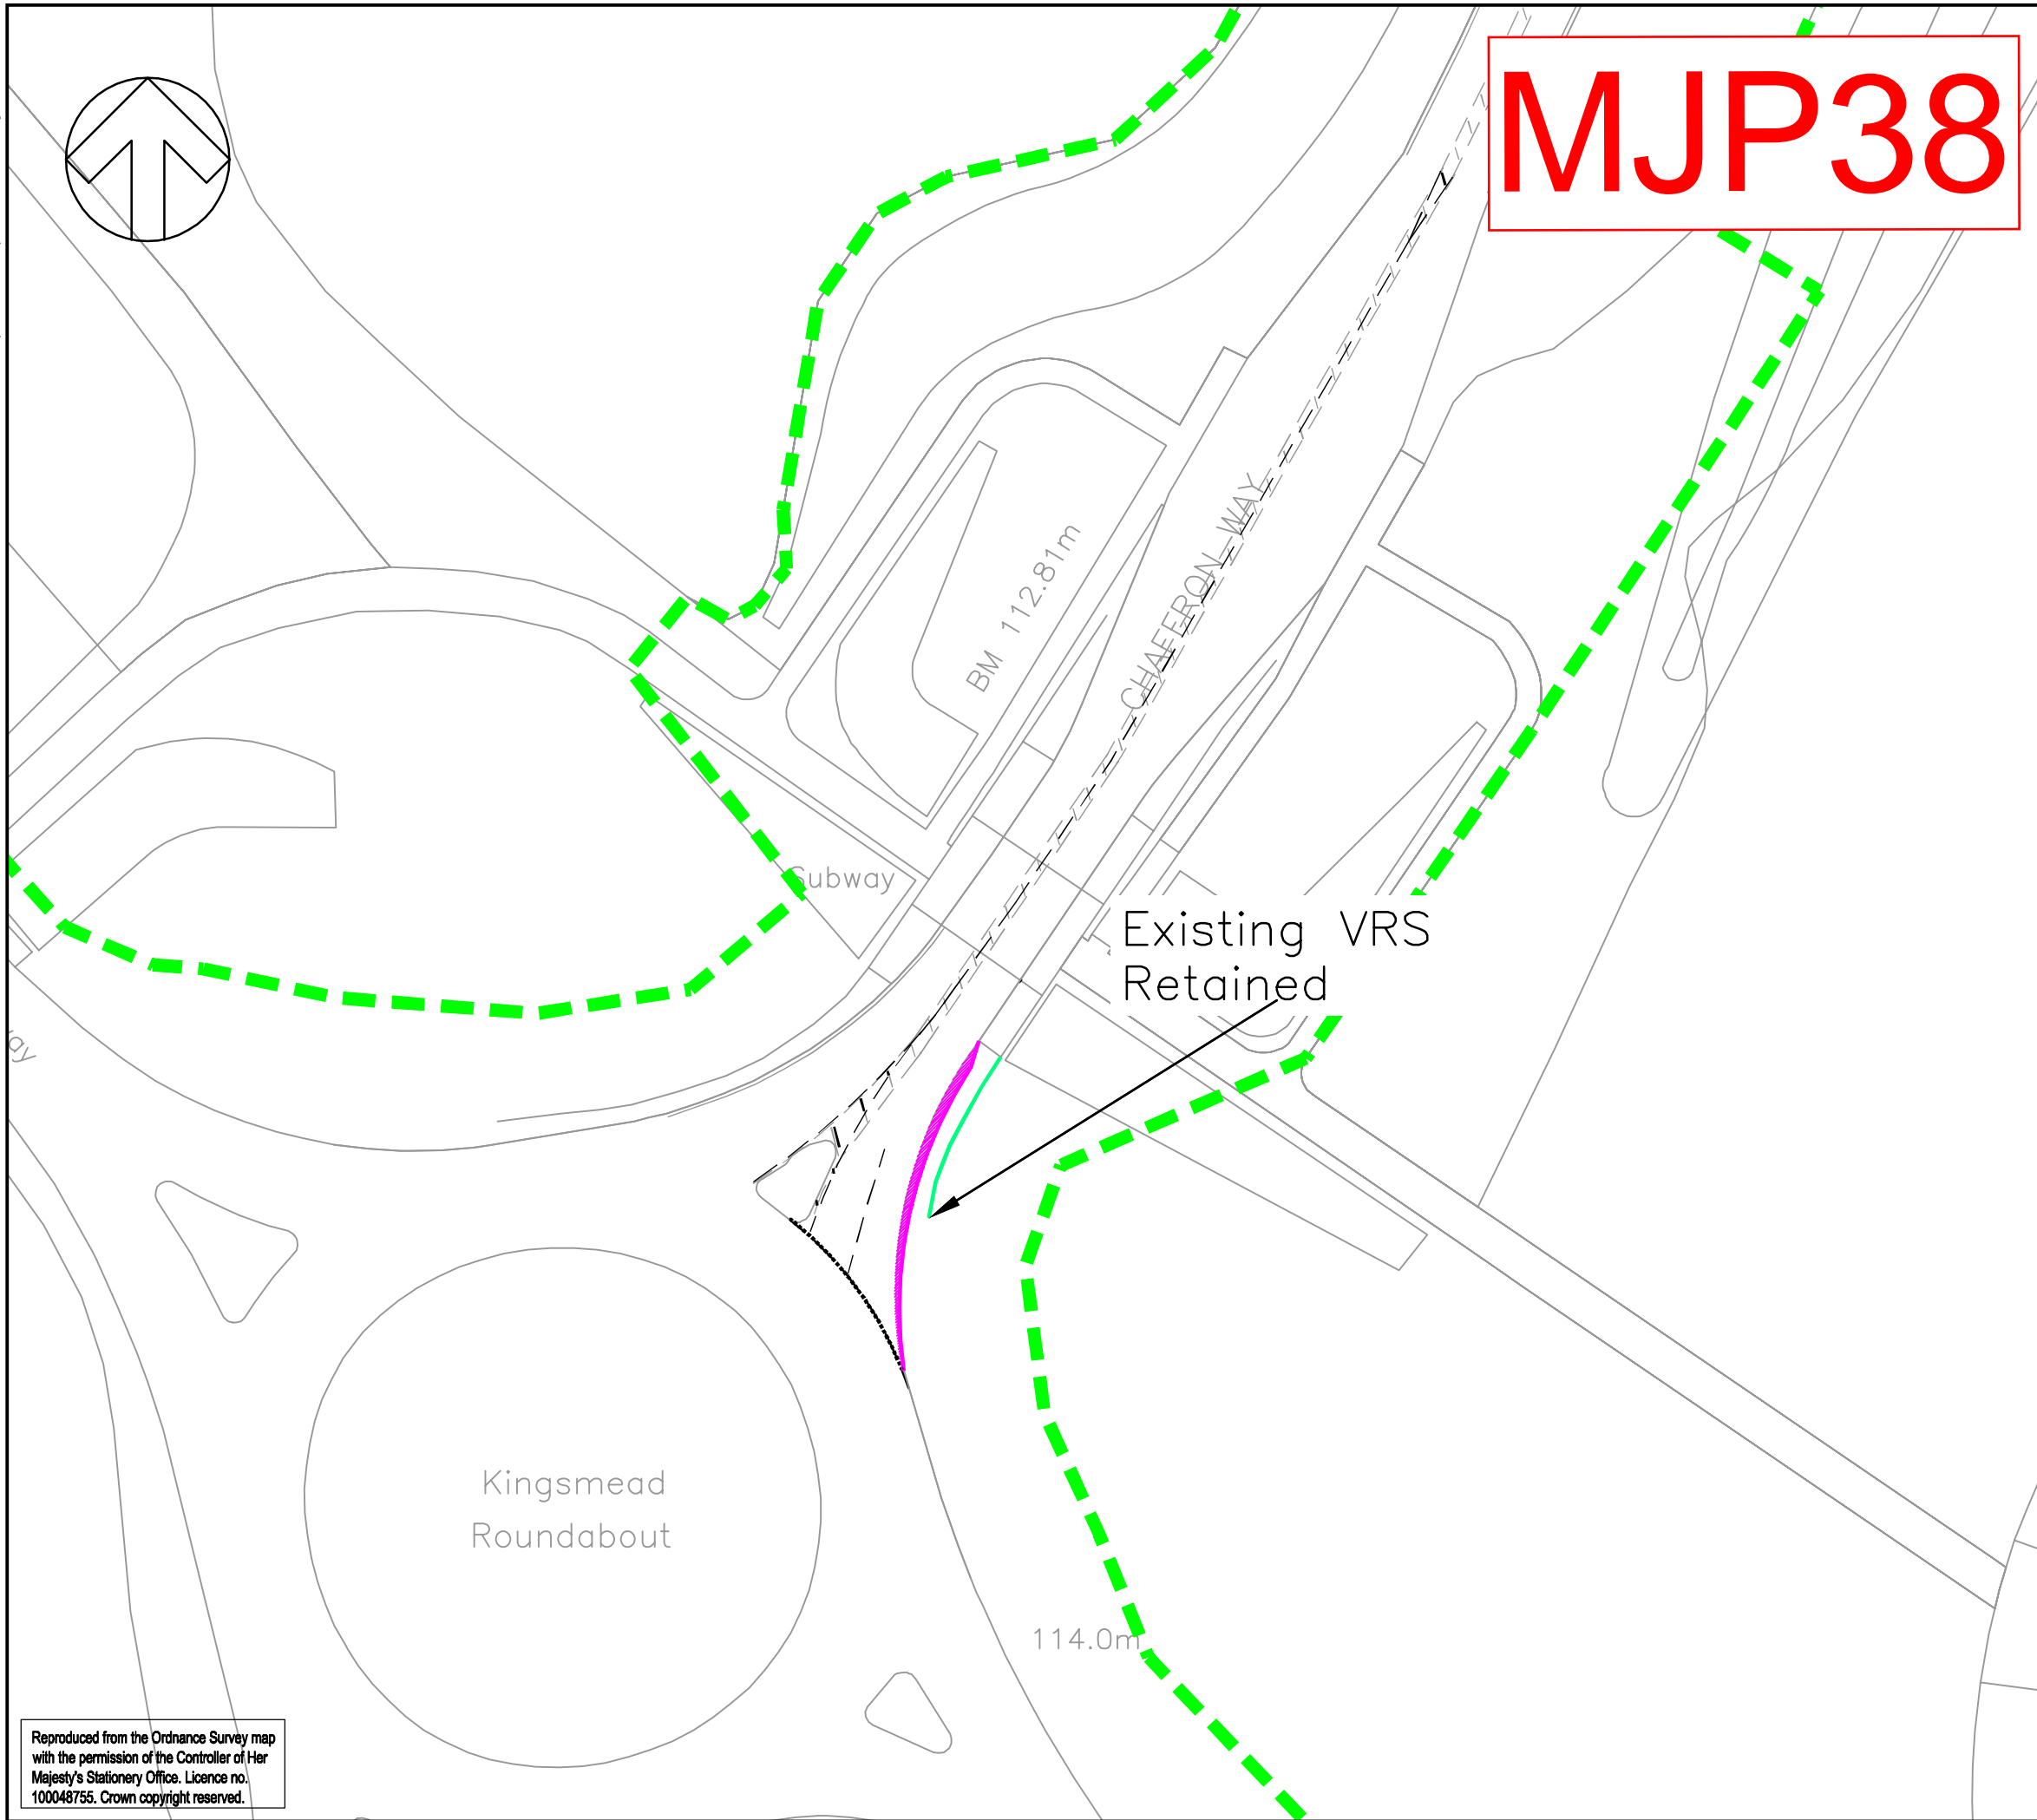 MJP38
BM 112.81m
CHAFFRON WAY
Subway
Existing VRS
Retained
Kingsmead
Roundabout
114.0m
Reproduced from the Ordnance Survey map
with the permission of the Controller of Her
Majesty's Stationery Office. Licence no.
100048755. Crown copyright reserved.